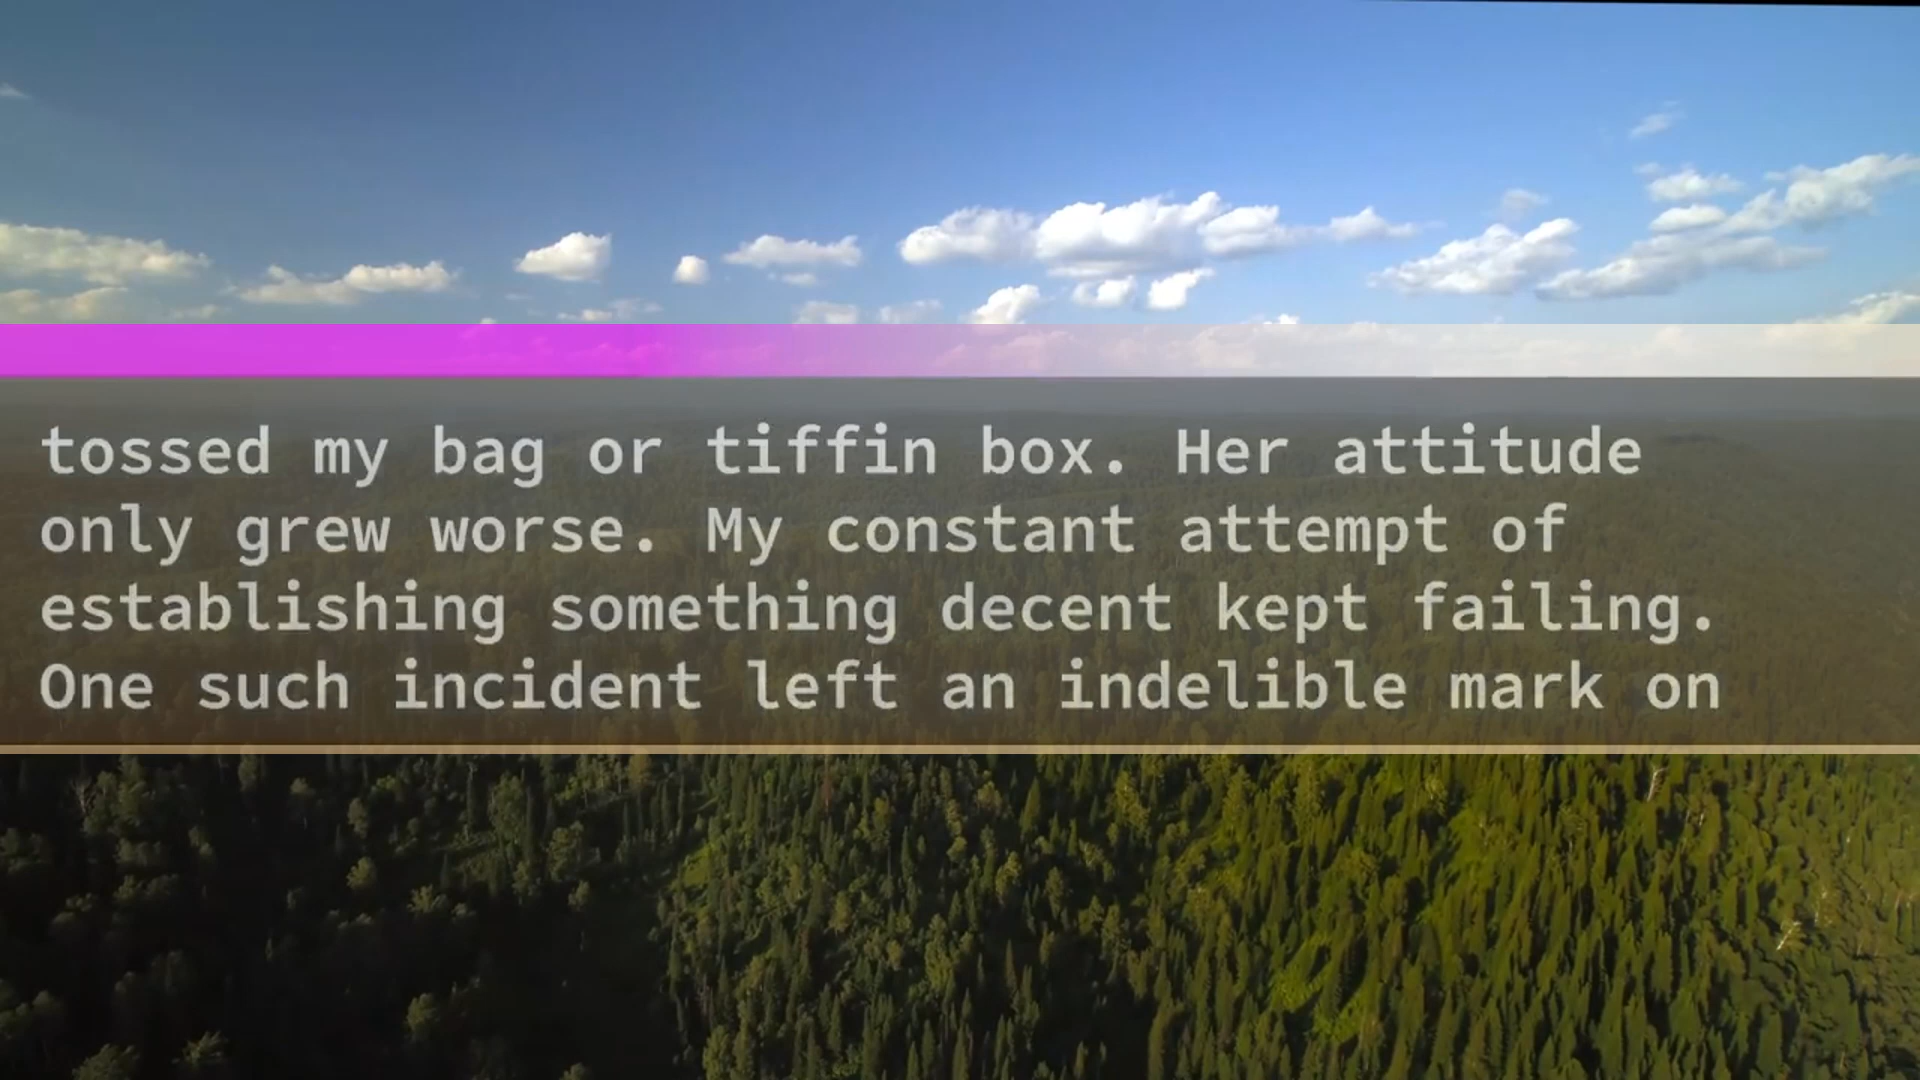 tossed my bag or tiffin box. Her attitude
only grew worse. My constant attempt of
establishing something decent kept failing.
One such incident left an indelible mark on